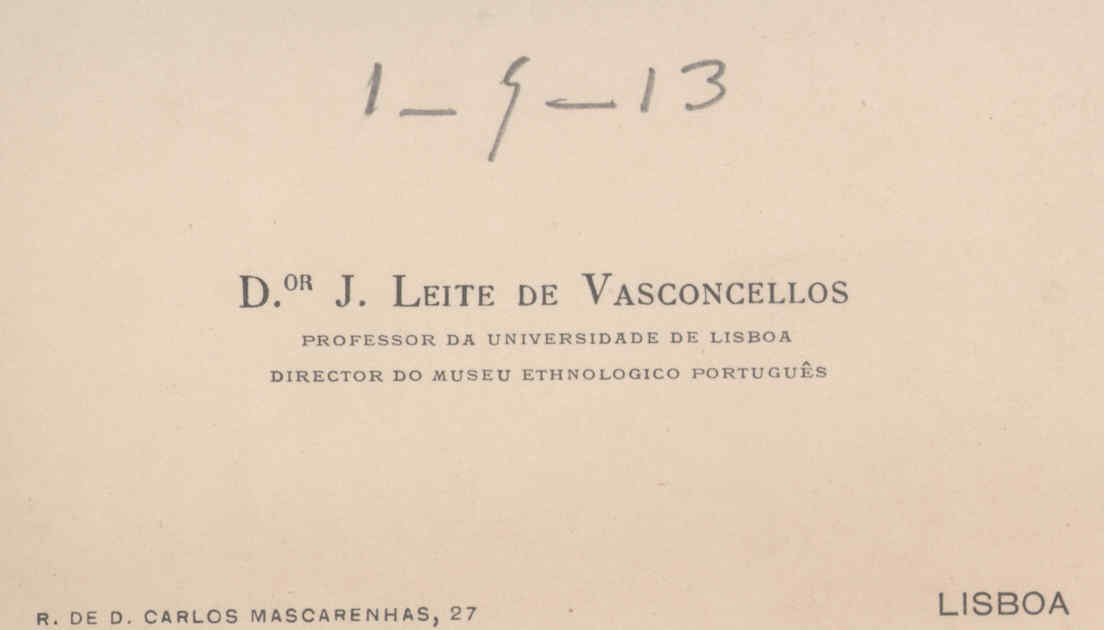 1 - 9 - 13
D.OR J. LEITE DE VASCONCELLOS
PROFESSOR DA UNIVERSIDADE DE LISBOA
DIRECTOR DO MUSEU ETHNOLOGICO PORTUGUÊS
R. DE D. CARLOS MASCARENHAS, 27
LISBOA